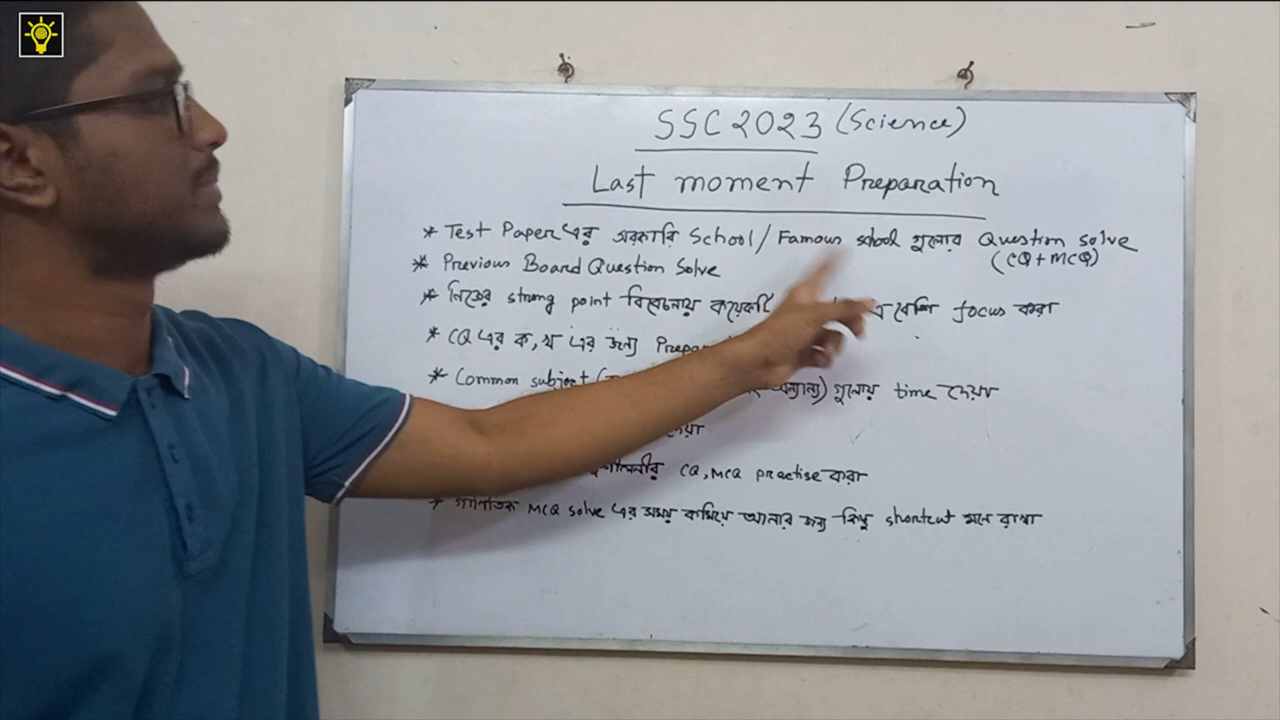 SSC 2023 (Science)
Last moment Preparation
* Test Paper এর সরকারি School / Famous school গুলোর Question solve
(CQ + MCQ)
* Previous Board Question Solve
* নিজের strong point বিবেচনায় কয়েকটি বেশি focus করা
* CQ এর ক, খ এর জন্য
* Common subject অন্যান্য) গুলোয় time দেয়া
CQ, MCQ practise করা
* গাণিতিক MCQ solve এর সময় কমিয়ে আনার জন্য কিছু shortcut মনে রাখা